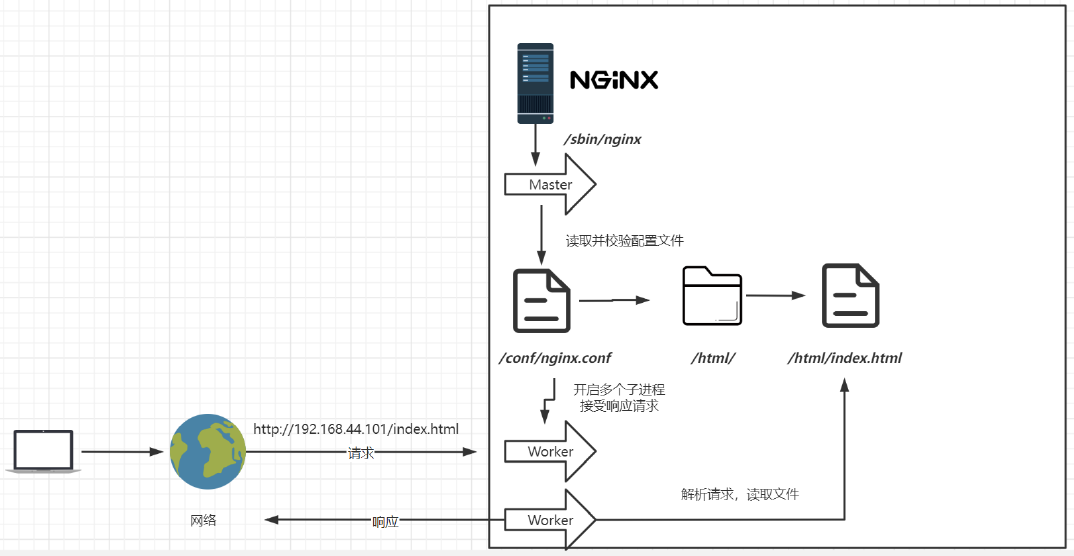 NGINX
/sbin/nginx
Master
读取并校验配置文件
/conf/nginx.conf
/html/
/html/index.html
开启多个子进程
接受响应请求
http://192.168.44.101/index.html
请求
Worker
解析请求，读取文件
网络
响应
Worker